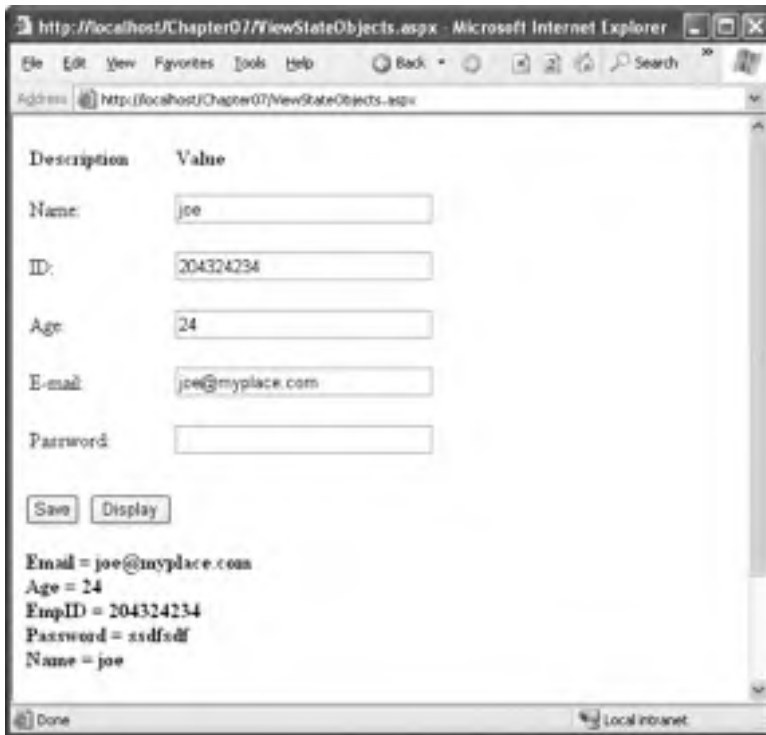 http://localhost/Chapter07/ViewStateObjects.aspx - Microsoft Internet Explorer
File Edit View Favorites Tools Help Back Search »
Address http://localhost/Chapter07/ViewStateObjects.aspx
Description Value
Name: joe
ID: 204324234
Age: 24
E-mail: joe@myplace.com
Password:
Save Display
Email = joe@myplace.com
Age = 24
EmpID = 204324234
Password = ssdfsdf
Name = joe
Done Local intranet